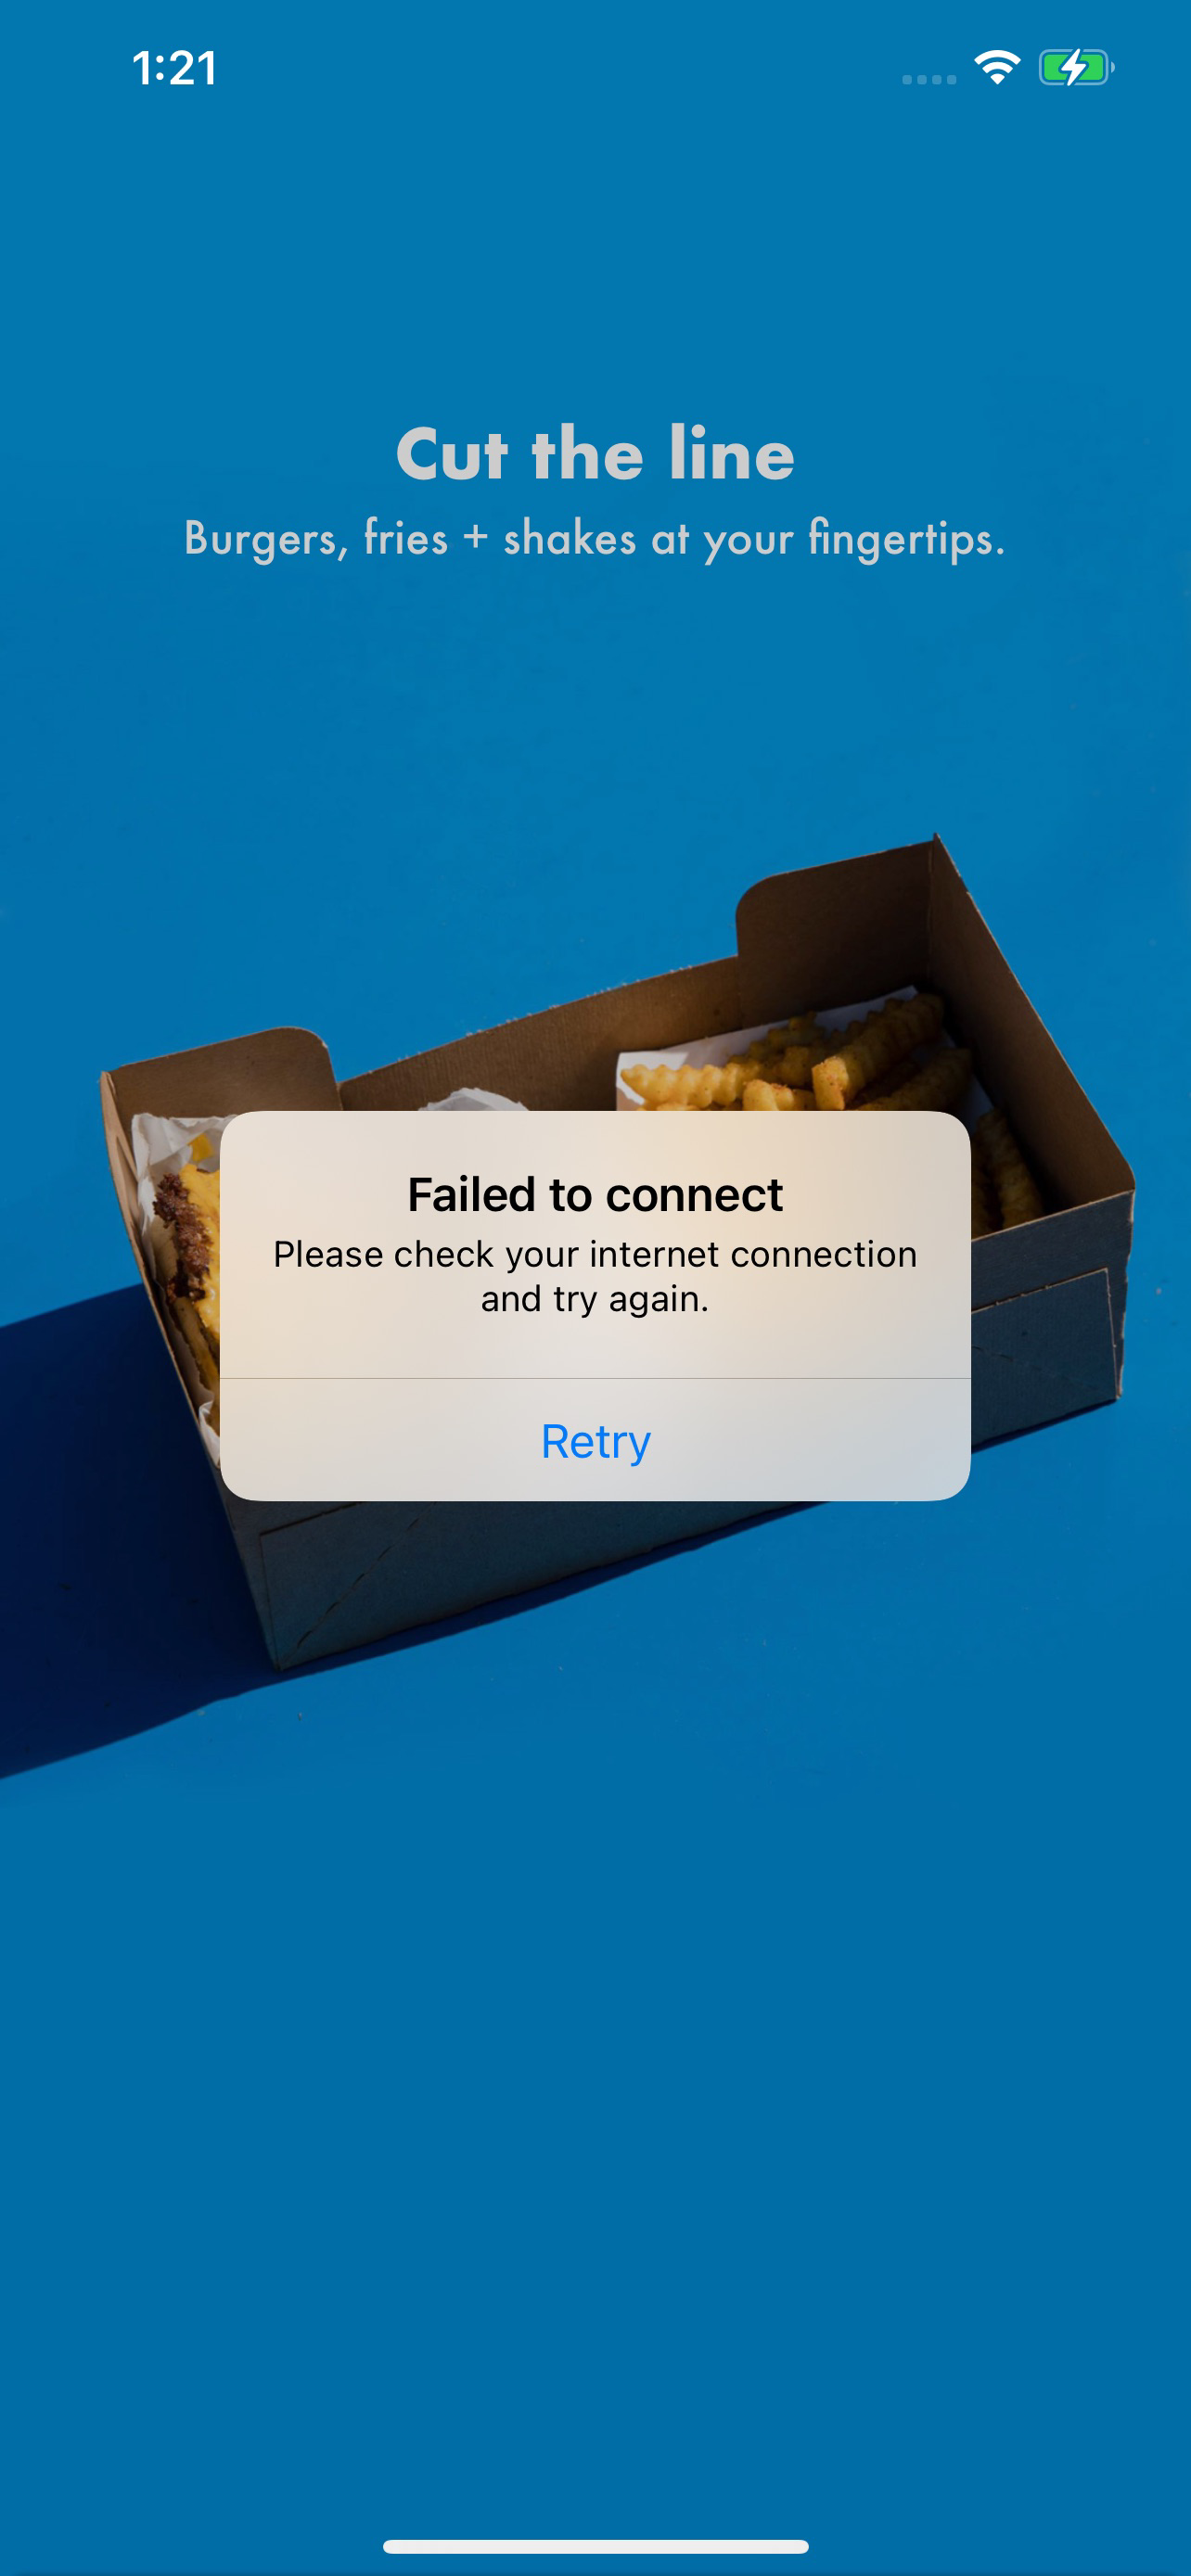 1:21
Cut the line
Burgers, fries + shakes at your fingertips.
Failed to connect
Please check your internet connection
and try again.
Retry